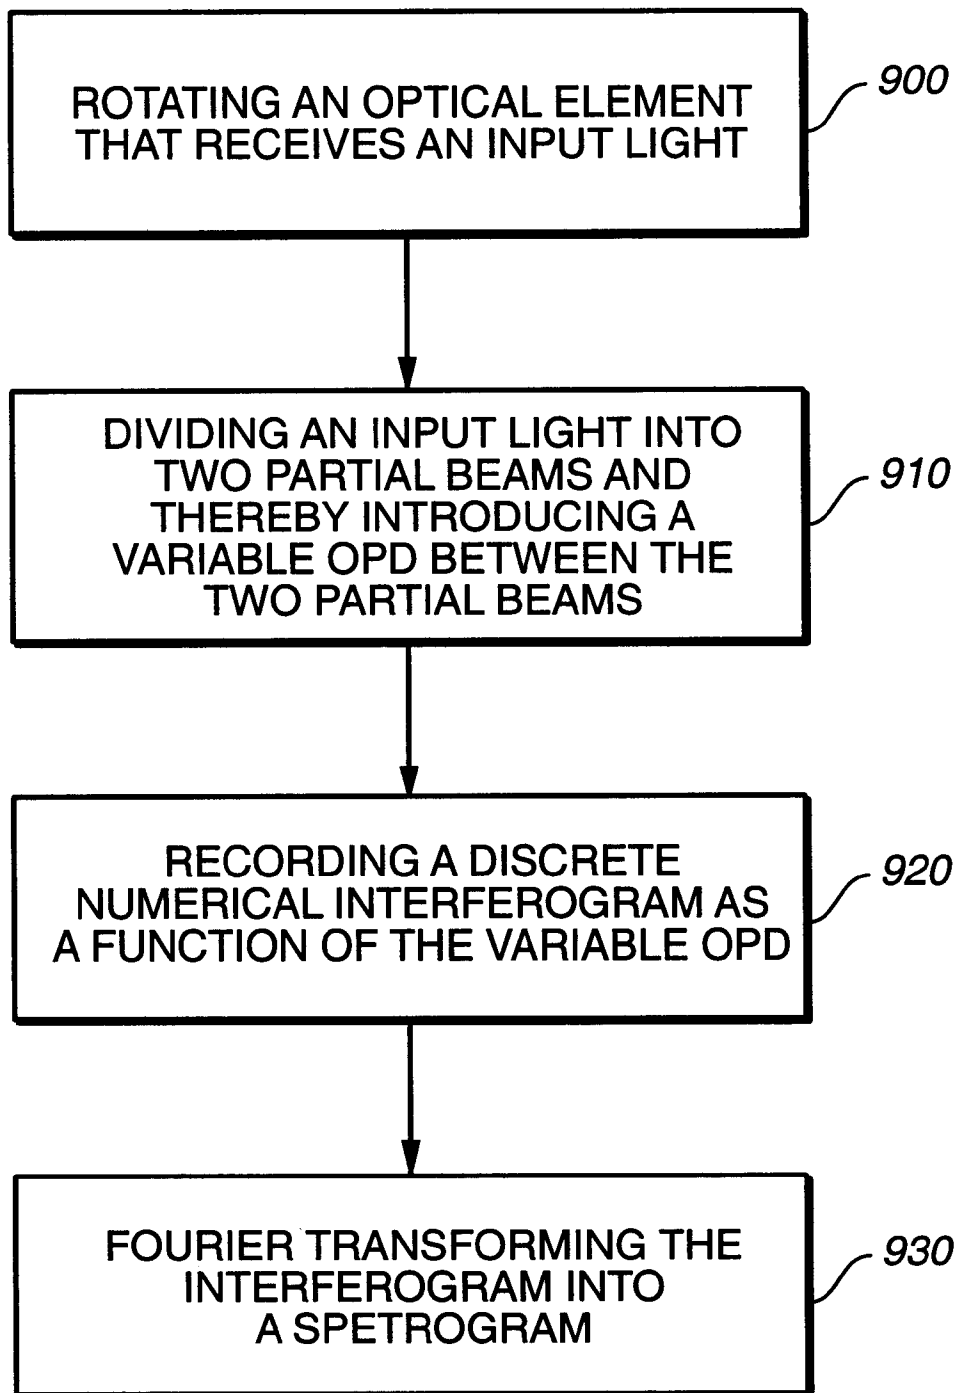 ROTATING AN OPTICAL ELEMENT
THAT RECEIVES AN INPUT LIGHT
900
DIVIDING AN INPUT LIGHT INTO
TWO PARTIAL BEAMS AND
THEREBY INTRODUCING A
VARIABLE OPD BETWEEN THE
TWO PARTIAL BEAMS
910
RECORDING A DISCRETE
NUMERICAL INTERFEROGRAM AS
A FUNCTION OF THE VARIABLE OPD
920
FOURIER TRANSFORMING THE
INTERFEROGRAM INTO
A SPETROGRAM
930